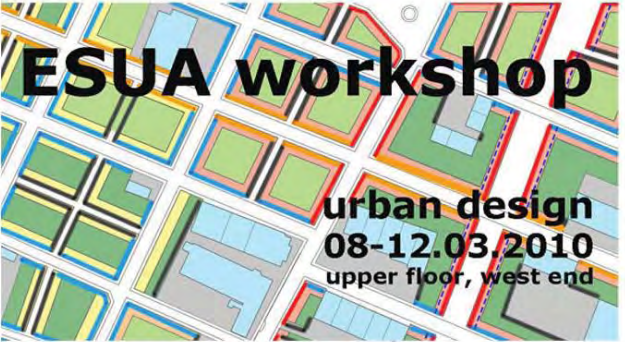 ESUA workshop
urban design
08-12.03.2010
upper floor, west end